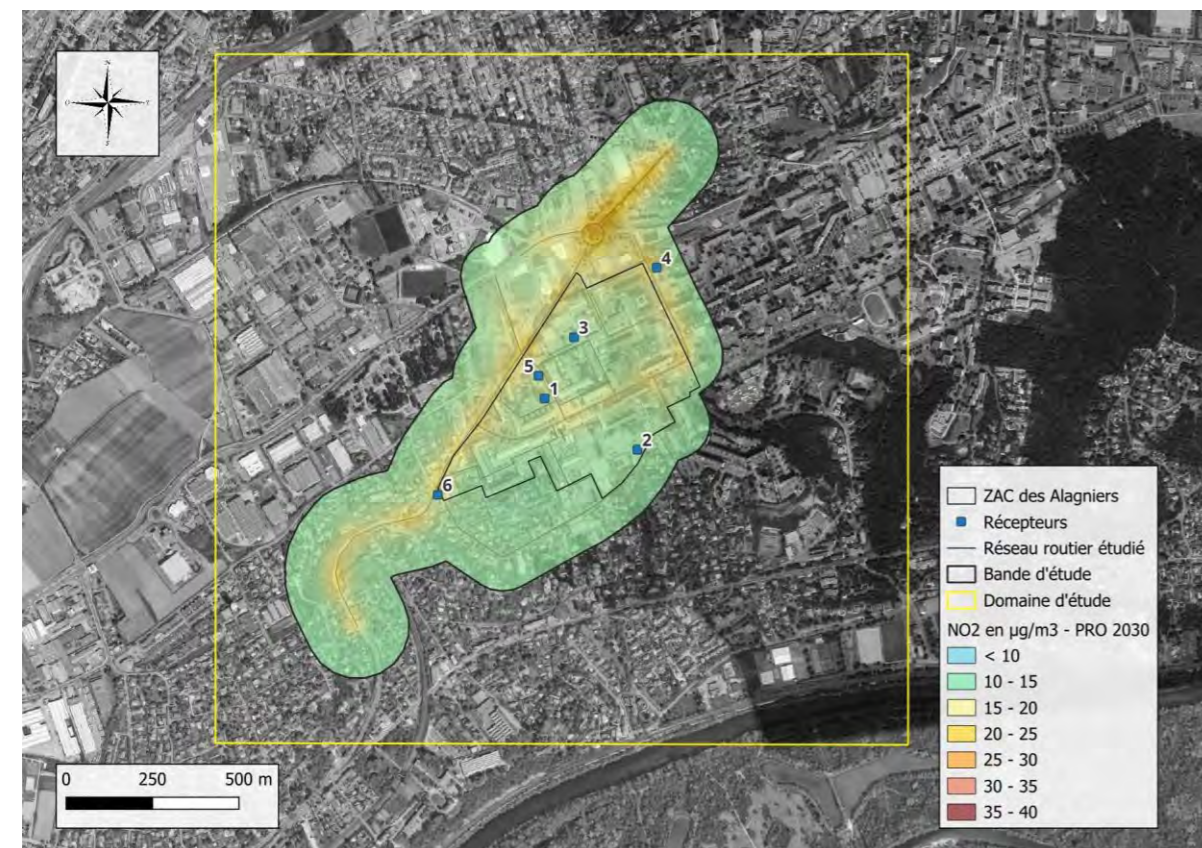 N
O
E
S
4
3
5
1
2
6
ZAC des Alagniers
Récepteurs
Réseau routier étudié
Bande d'étude
Domaine d'étude
NO2 en µg/m3 - PRO 2030
< 10
10 - 15
15 - 20
20 - 25
25 - 30
30 - 35
35 - 40
0 250 500 m